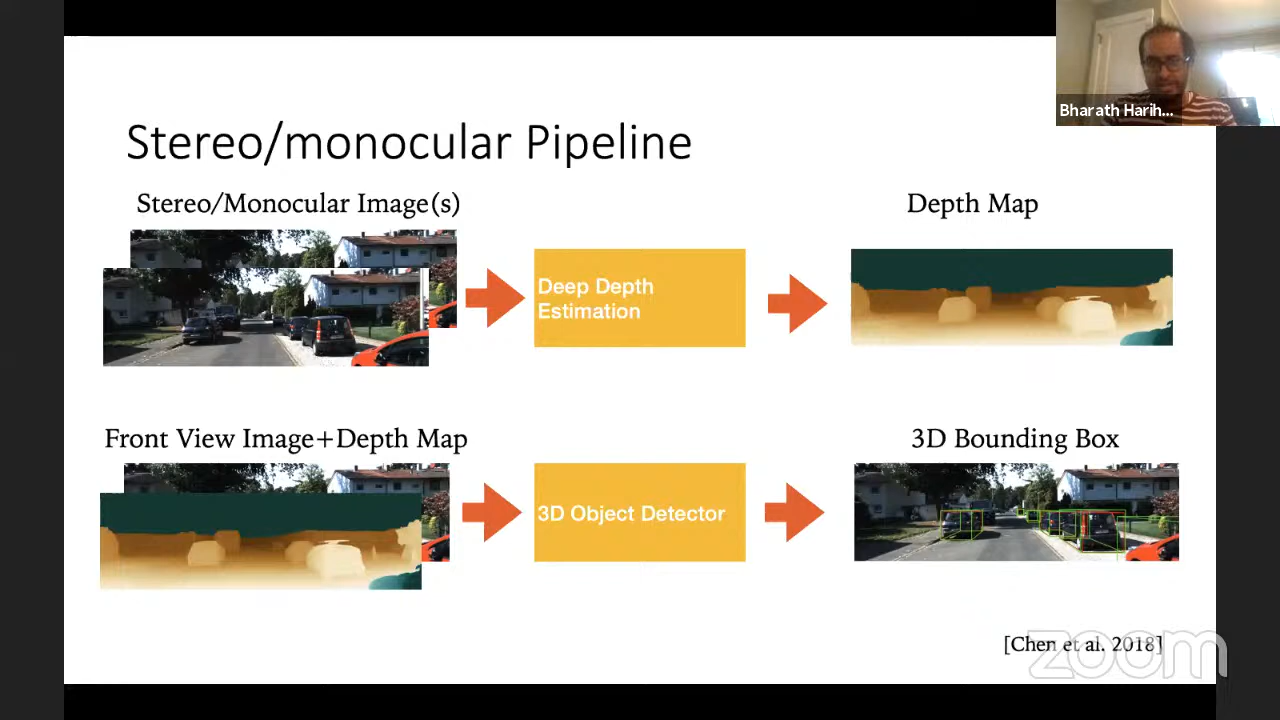 Bharath Harih...
Stereo/monocular Pipeline
Stereo/Monocular Image(s)
Depth Map
Deep Depth
Estimation
Front View Image+Depth Map
3D Bounding Box
3D Object Detector
[Chen et al. 2018]
zoom